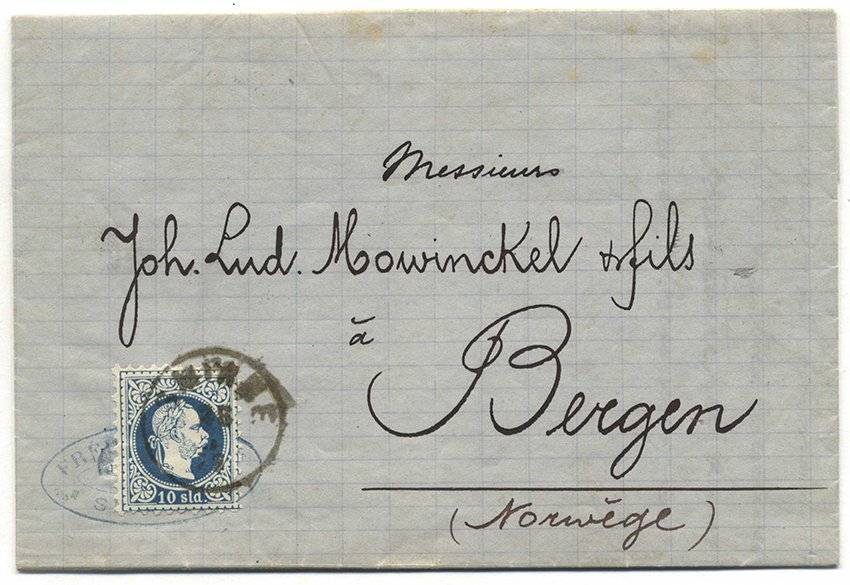 Messieurs
Joh. Lud. Mowinckel & fils
à
Bergen
(Norwège)
10 sld.